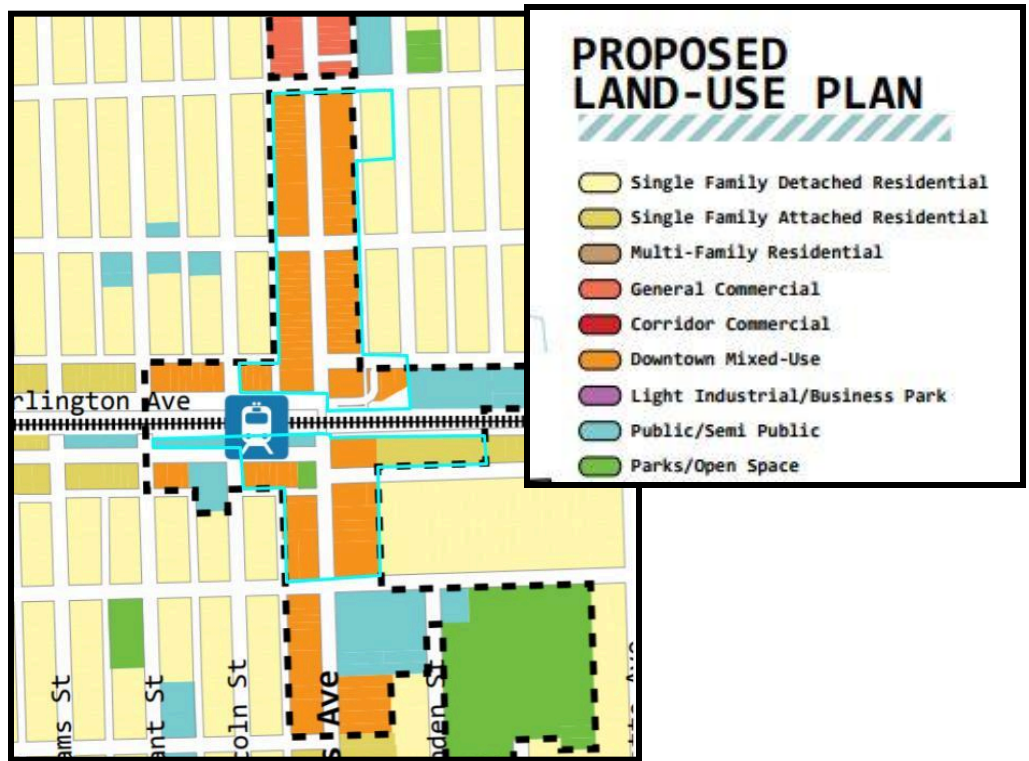 PROPOSED
LAND-USE PLAN
Single Family Detached Residential
Single Family Attached Residential
Multi-Family Residential
General Commercial
Corridor Commercial
Downtown Mixed-Use
Light Industrial/Business Park
Public/Semi Public
Parks/Open Space
rlington Ave
ams St
ant St
coln St
s Ave
den St